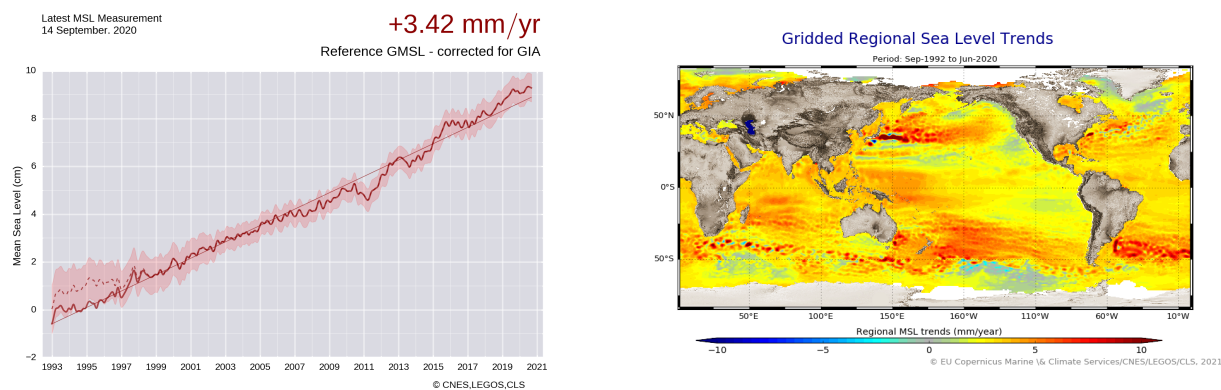 Latest MSL Measurement
14 September. 2020
+3.42 mm/yr
Reference GMSL - corrected for GIA
Mean Sea Level (cm)
10
8
6
4
2
0
−2
1993 1995 1997 1999 2001 2003 2005 2007 2009 2011 2013 2015 2017 2019 2021
© CNES,LEGOS,CLS
Gridded Regional Sea Level Trends
Period: Sep-1992 to Jun-2020
50°N
0°S
50°S
50°E 100°E 150°E 160°W 110°W 60°W 10°W
Regional MSL trends (mm/year)
−10 −5 0 5 10
© EU Copernicus Marine \& Climate Services/CNES/LEGOS/CLS, 2021